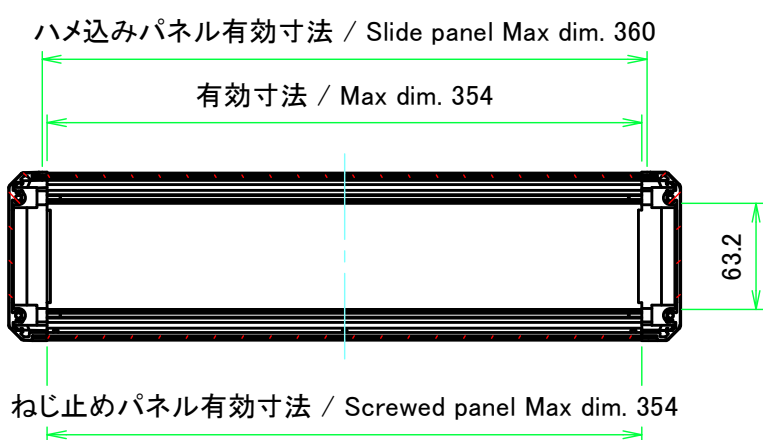 ハメ込みパネル有効寸法 / Slide panel Max dim. 360
有効寸法 / Max dim. 354
63.2
ねじ止めパネル有効寸法 / Screwed panel Max dim. 354